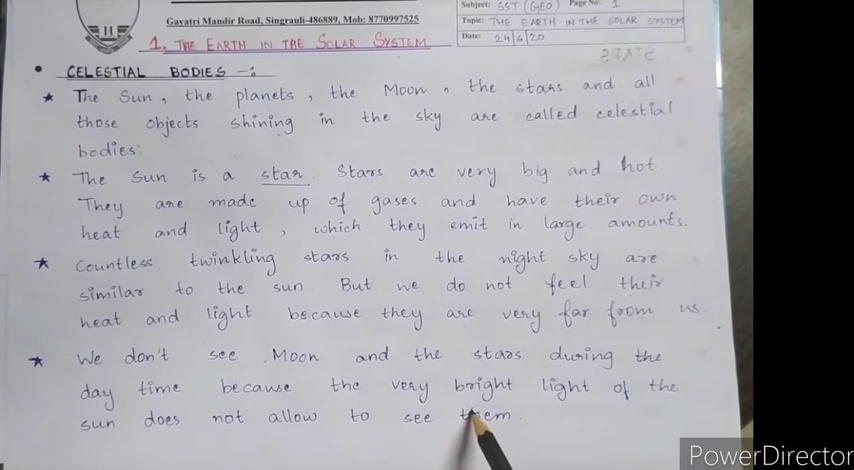 Subject: SST (GEO) Page No: 1
Gayatri Mandir Road, Singrauli-486889, Mob: 8770997525
Topic: THE EARTH IN THE SOLAR SYSTEM
Date: 24/6/20
H
1. THE EARTH IN THE SOLAR SYSTEM
STARS
• CELESTIAL BODIES -:
★ The Sun, the planets, the Moon, the stars and all
those objects shining in the sky are called celestial
bodies.
★ The Sun is a star. Stars are very big and hot.
They are made up of gases and have their own
heat and light, which they emit in large amounts.
★ Countless twinkling stars in the night sky are
similar to the sun But we do not feel their
heat and light because they are very far from us.
★ We don't see Moon and the stars during the
day time because the very bright light of the
sun does not allow to see them.
PowerDirector